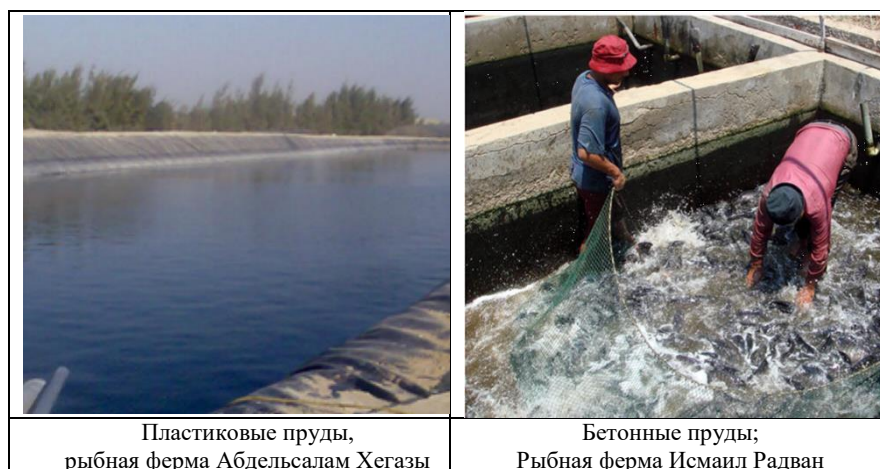 Пластиковые пруды,
рыбная ферма Абдельсалам Хегазы
Бетонные пруды;
Рыбная ферма Исмаил Радван